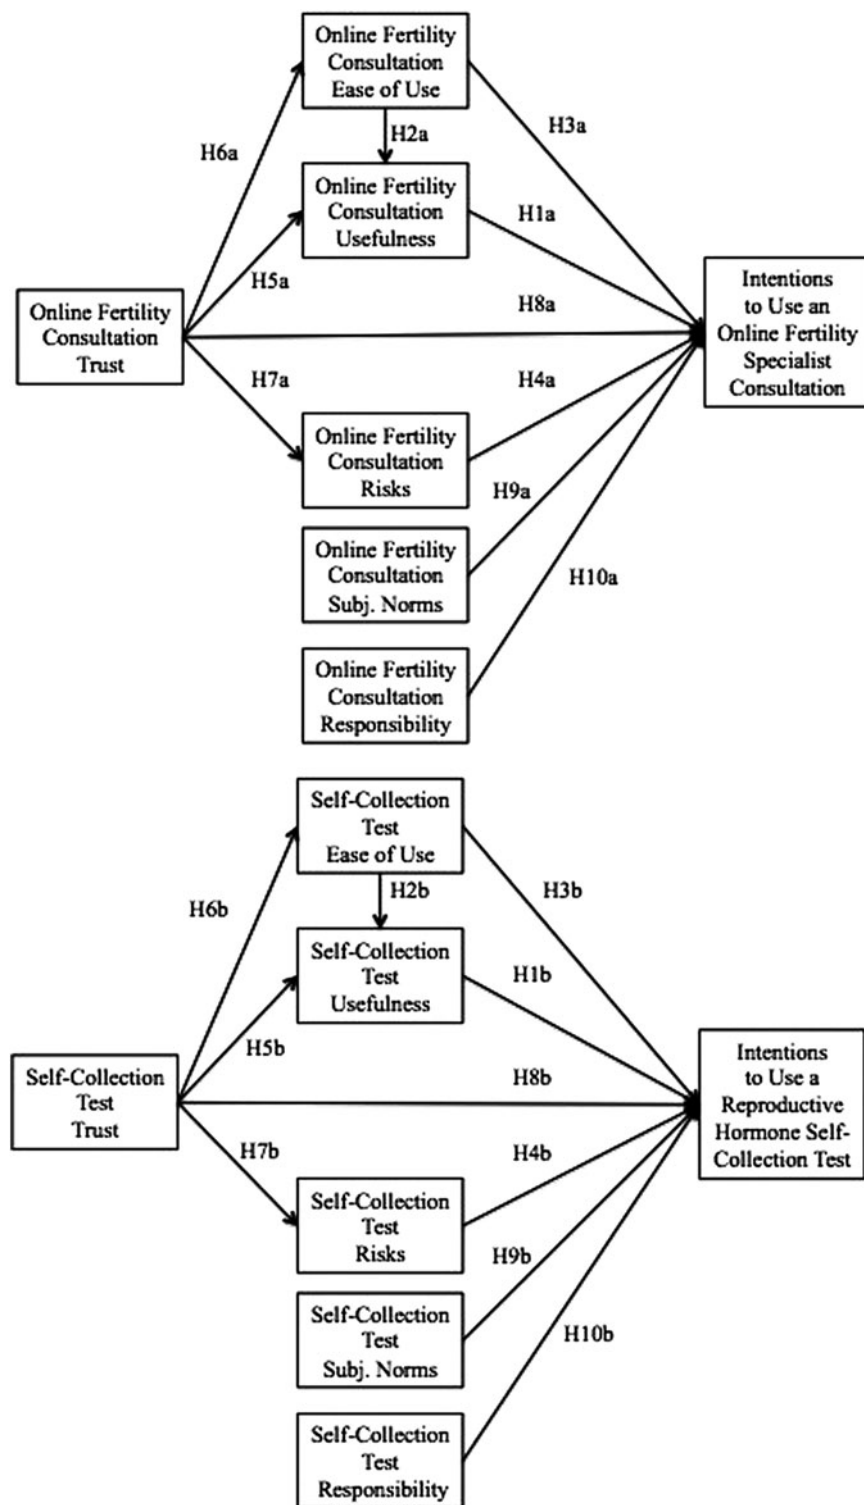 Online Fertility
Consultation
Ease of Use
H3a
H2a
H6a
Online Fertility
Consultation
Usefulness
H1a
H5a
Online Fertility
Consultation
Trust
H8a
Intentions
to Use an
Online Fertility
Specialist
Consultation
H7a
H4a
Online Fertility
Consultation
Risks
H9a
Online Fertility
Consultation
Subj. Norms
H10a
Online Fertility
Consultation
Responsibility
Self-Collection
Test
Ease of Use
H3b
H2b
H6b
Self-Collection
Test
Usefulness
H1b
H5b
Self-Collection
Test
Trust
H8b
Intentions
to Use a
Reproductive
Hormone Self-
Collection Test
H7b
H4b
Self-Collection
Test
Risks
H9b
Self-Collection
Test
Subj. Norms
H10b
Self-Collection
Test
Responsibility